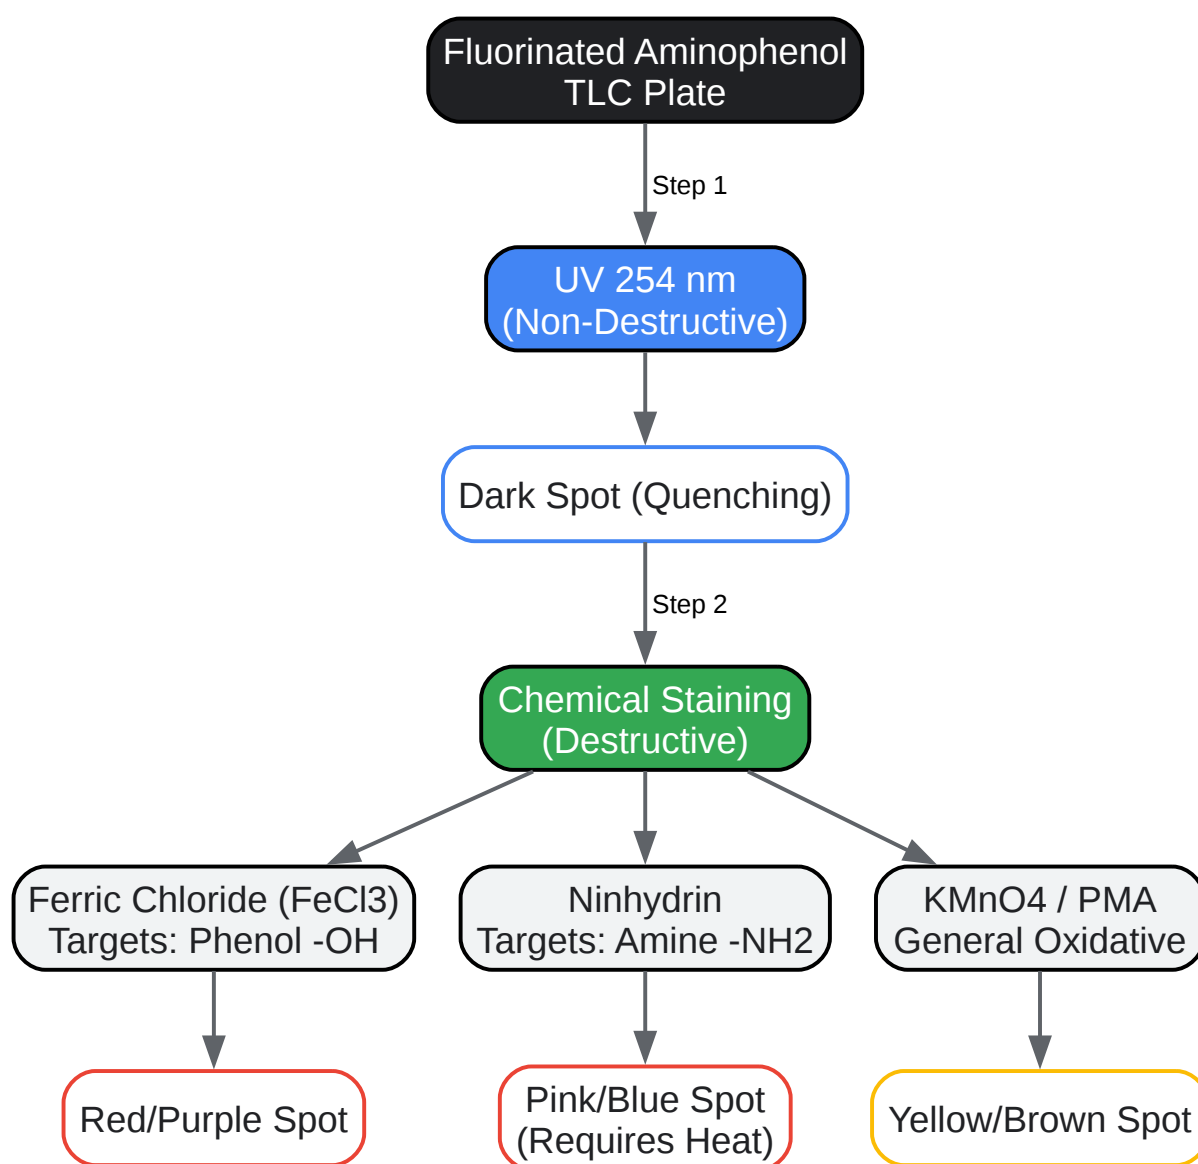 Fluorinated Aminophenol
TLC Plate
Step 1
UV 254 nm
(Non-Destructive)
Dark Spot (Quenching)
Step 2
Chemical Staining
(Destructive)
Ferric Chloride (FeCl3)
Targets: Phenol -OH
Ninhydrin
Targets: Amine -NH2
KMnO4 / PMA
General Oxidative
Red/Purple Spot
Pink/Blue Spot
(Requires Heat)
Yellow/Brown Spot